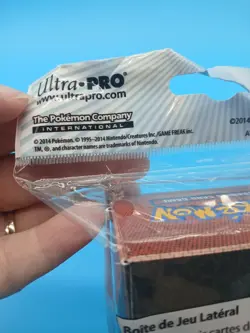 Ultra•PRO®
www.ultrapro.com
The Pokémon Company
INTERNATIONAL
© 2014 Pokémon. © 1995–2014 Nintendo/Creatures Inc./GAME FREAK inc.
TM, ®, and character names are trademarks of Nintendo.
©2014
Boîte de Jeu Latéral